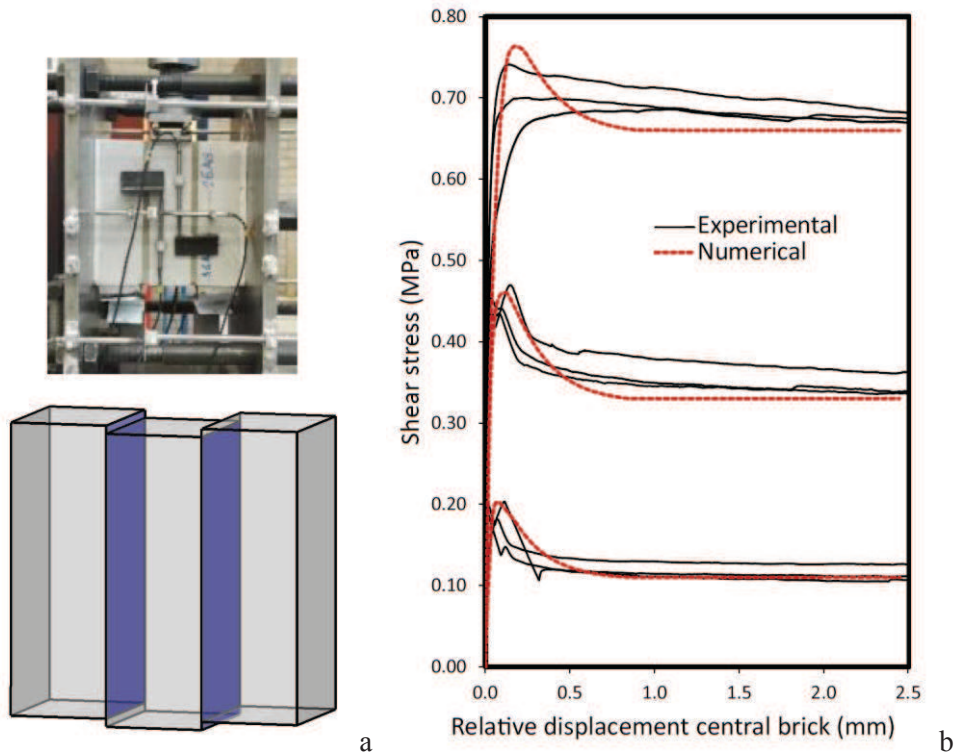 0.80
0.70
0.60
0.50
0.40
0.30
0.20
0.10
0.00
Shear stress (MPa)
Experimental
Numerical
0.0 0.5 1.0 1.5 2.0 2.5
Relative displacement central brick (mm)
a
b